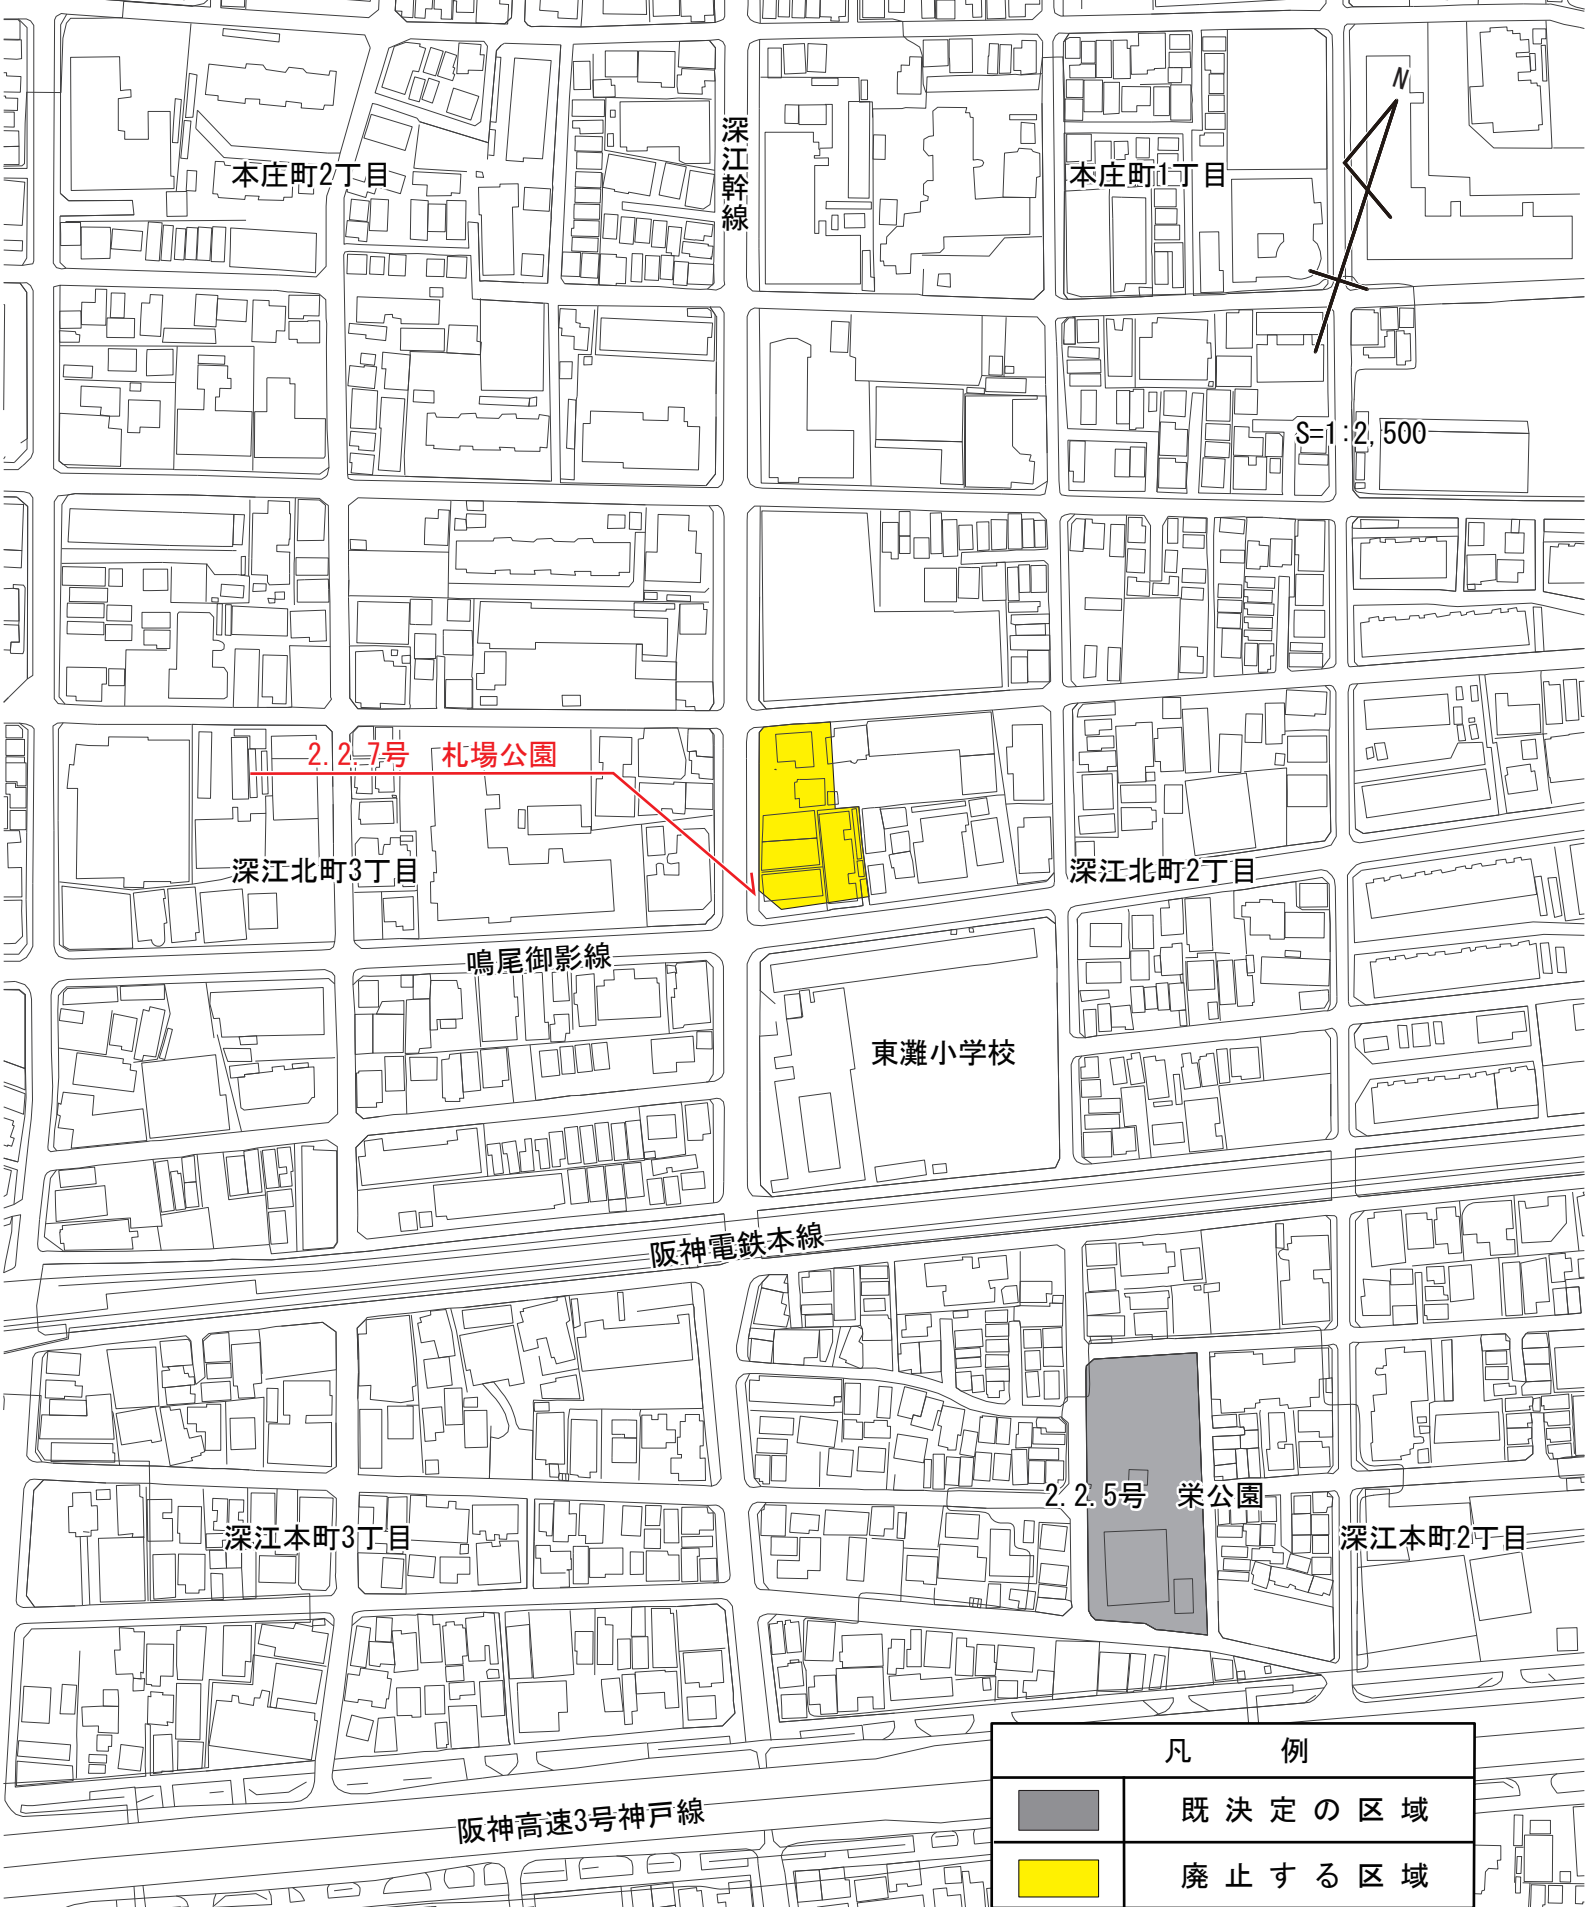 N
本庄町2丁目
深江幹線
本庄町1丁目
S=1:2,500
2.2.7号 札場公園
深江北町3丁目
深江北町2丁目
鳴尾御影線
東灘小学校
阪神電鉄本線
2.2.5号 栄公園
深江本町3丁目
深江本町2丁目
阪神高速3号神戸線
凡 例
既決定の区域
廃止する区域